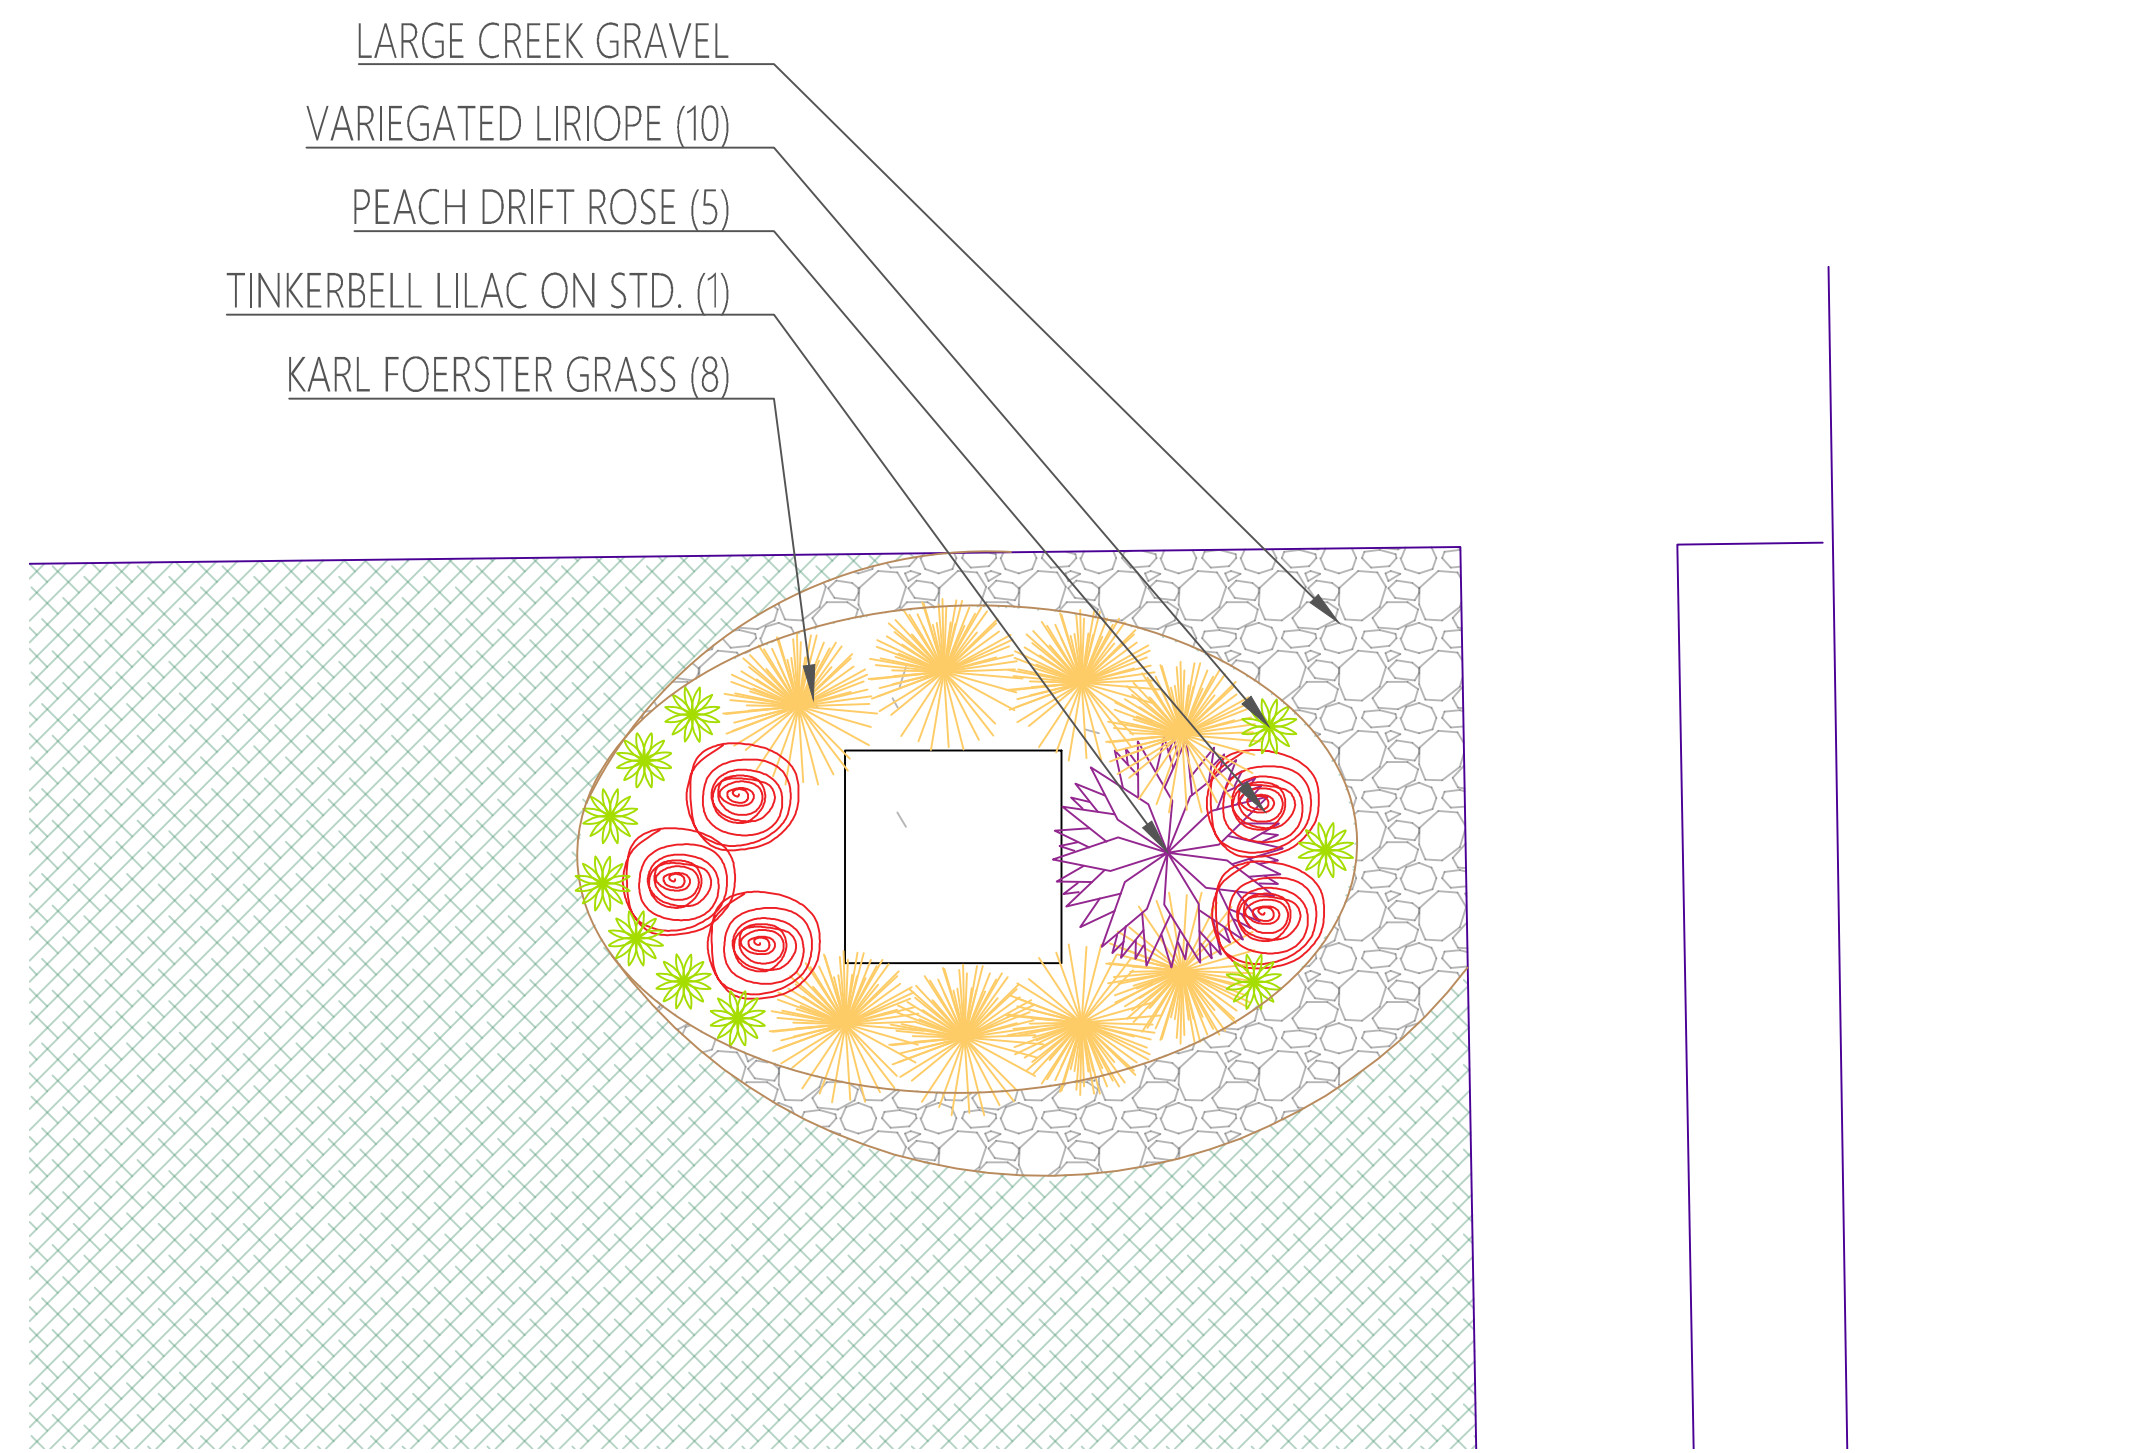 LARGE CREEK GRAVEL
VARIEGATED LIRIOPE (10)
PEACH DRIFT ROSE (5)
TINKERBELL LILAC ON STD. (1)
KARL FOERSTER GRASS (8)